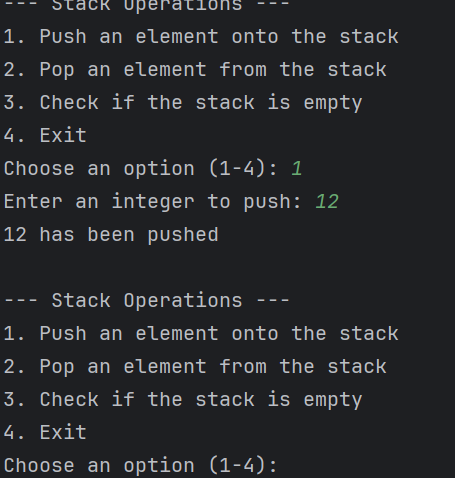 --- Stack Operations ---
1. Push an element onto the stack
2. Pop an element from the stack
3. Check if the stack is empty
4. Exit
Choose an option (1-4): 1
Enter an integer to push: 12
12 has been pushed
--- Stack Operations ---
1. Push an element onto the stack
2. Pop an element from the stack
3. Check if the stack is empty
4. Exit
Choose an option (1-4):